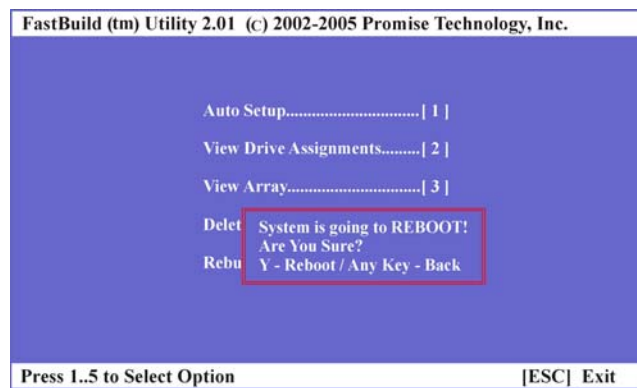 FastBuild (tm) Utility 2.01 (C) 2002-2005 Promise Technology, Inc.
Auto Setup................................[ 1 ]
View Drive Assignments.........[ 2 ]
View Array................................[ 3 ]
Delet
System is going to REBOOT!
Are You Sure?
Rebu
Y - Reboot / Any Key - Back
Press 1..5 to Select Option
[ESC] Exit